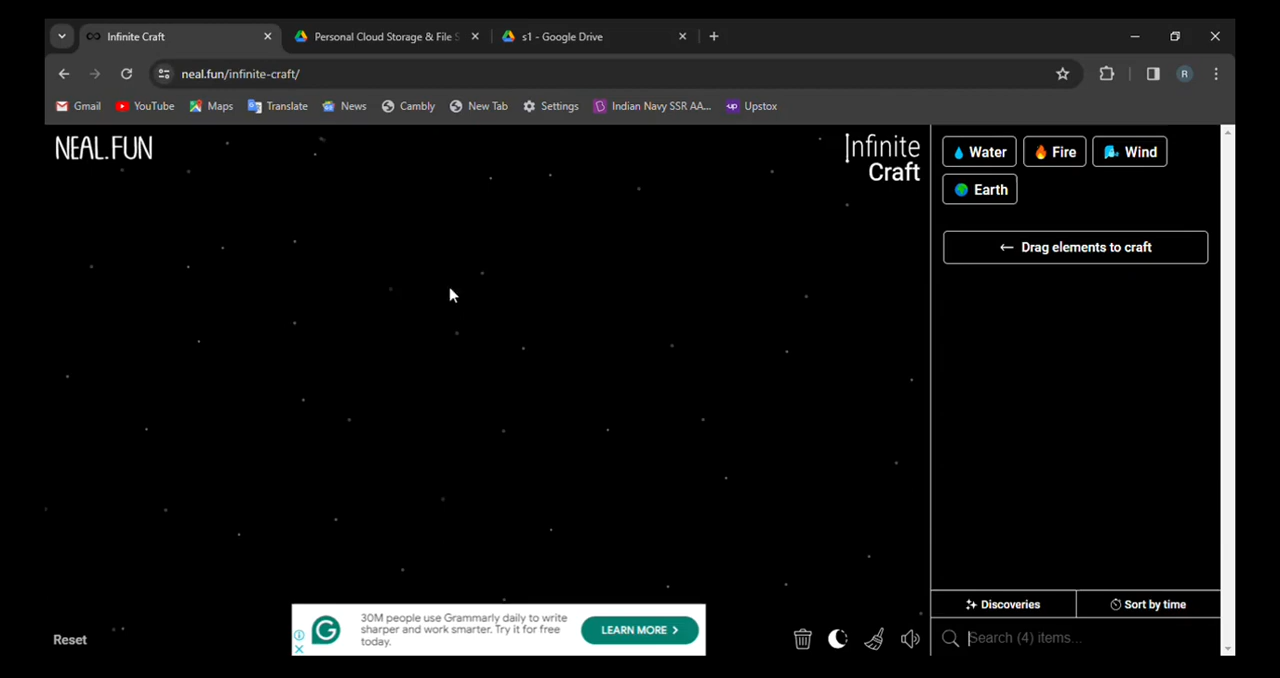 Infinite Craft
Personal Cloud Storage & File S
s1 - Google Drive
neal.fun/infinite-craft/
R
Gmail
YouTube
Maps
Translate
News
Cambly
New Tab
Settings
Indian Navy SSR AA...
up Upstox
NEAL.FUN
Infinite
Craft
Water
Fire
Wind
Earth
← Drag elements to craft
30M people use Grammarly daily to write
sharper and work smarter. Try it for free
today.
LEARN MORE >
Discoveries
Sort by time
Reset
Search (4) items...